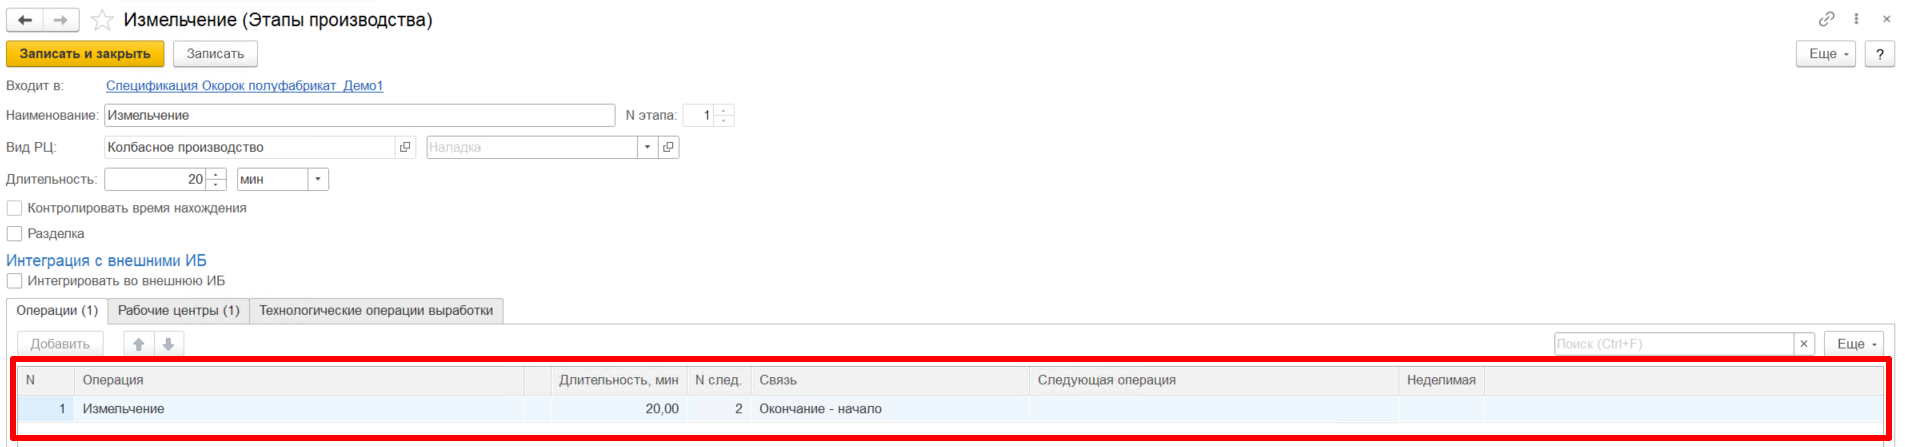 Измельчение (Этапы производства)
Записать и закрыть Записать Еще ?
Входит в: Спецификация Окорок полуфабрикат_Демо1
Наименование: Измельчение N этапа: 1
Вид РЦ: Колбасное производство Наладка
Длительность: 20 мин
Контролировать время нахождения
Разделка
Интеграция с внешними ИБ
Интегрировать во внешнюю ИБ
Операции (1) Рабочие центры (1) Технологические операции выработки
Добавить Поиск (Ctrl+F) × Еще
N Операция Длительность, мин N след. Связь Следующая операция Неделимая
1 Измельчение 20,00 2 Окончание - начало